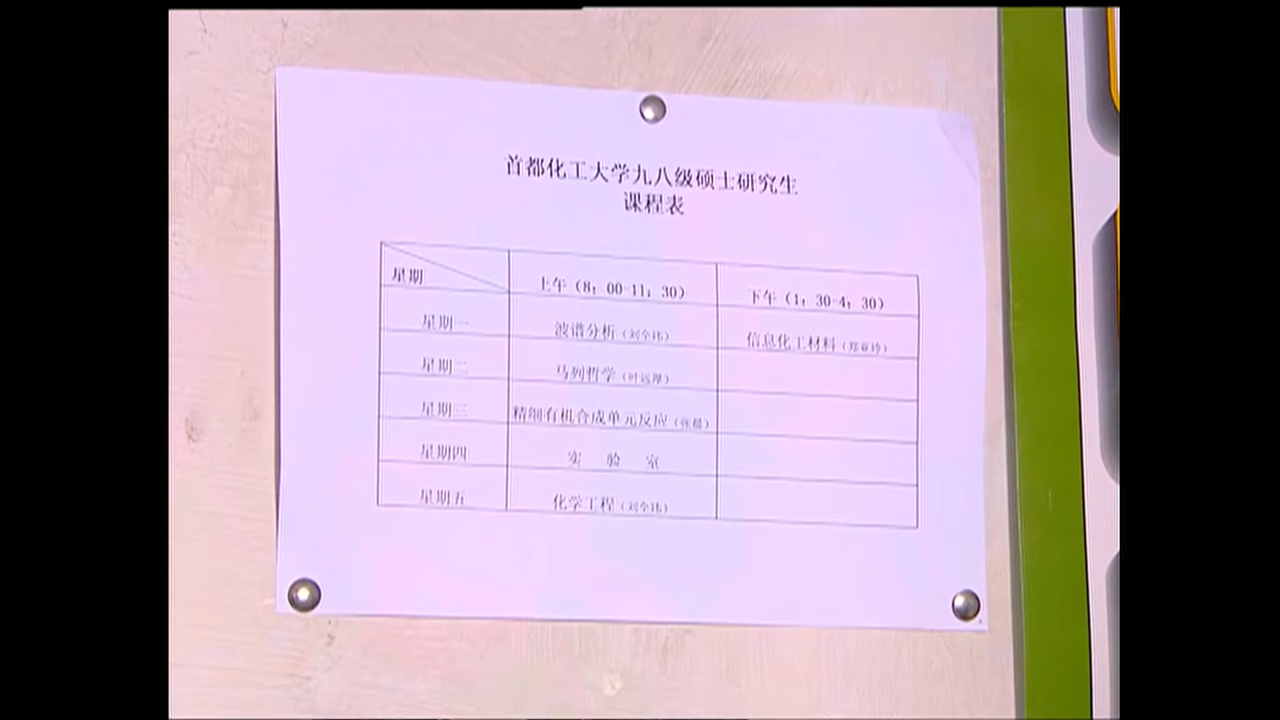 首都化工大学九八级硕士研究生
课程表
星期 上午（8；00-11；30） 下午（1；30-4；30）
星期一 波谱分析 信息化工材料
星期二 马列哲学
星期三 精细有机合成单元反应
星期四 实 验 室
星期五 化学工程